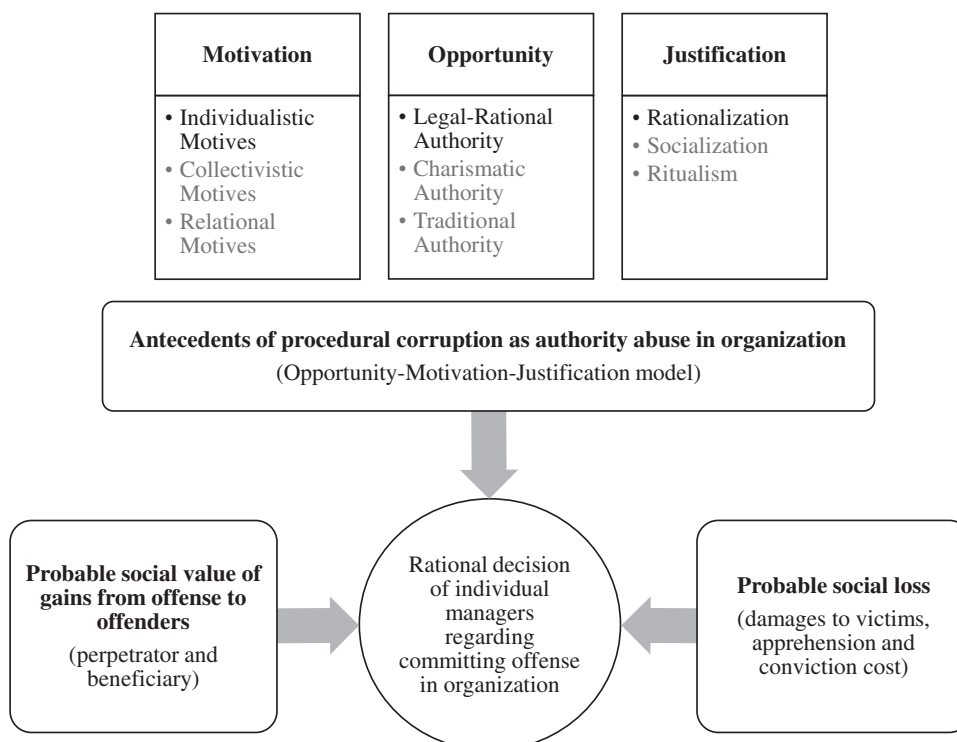 Motivation
• Individualistic
Motives
• Collectivistic
Motives
• Relational
Motives
Opportunity
• Legal-Rational
Authority
• Charismatic
Authority
• Traditional
Authority
Justification
• Rationalization
• Socialization
• Ritualism
Antecedents of procedural corruption as authority abuse in organization
(Opportunity-Motivation-Justification model)
Probable social value of
gains from offense to
offenders
(perpetrator and
beneficiary)
Rational decision
of individual
managers
regarding
committing offense
in organization
Probable social loss
(damages to victims,
apprehension and
conviction cost)